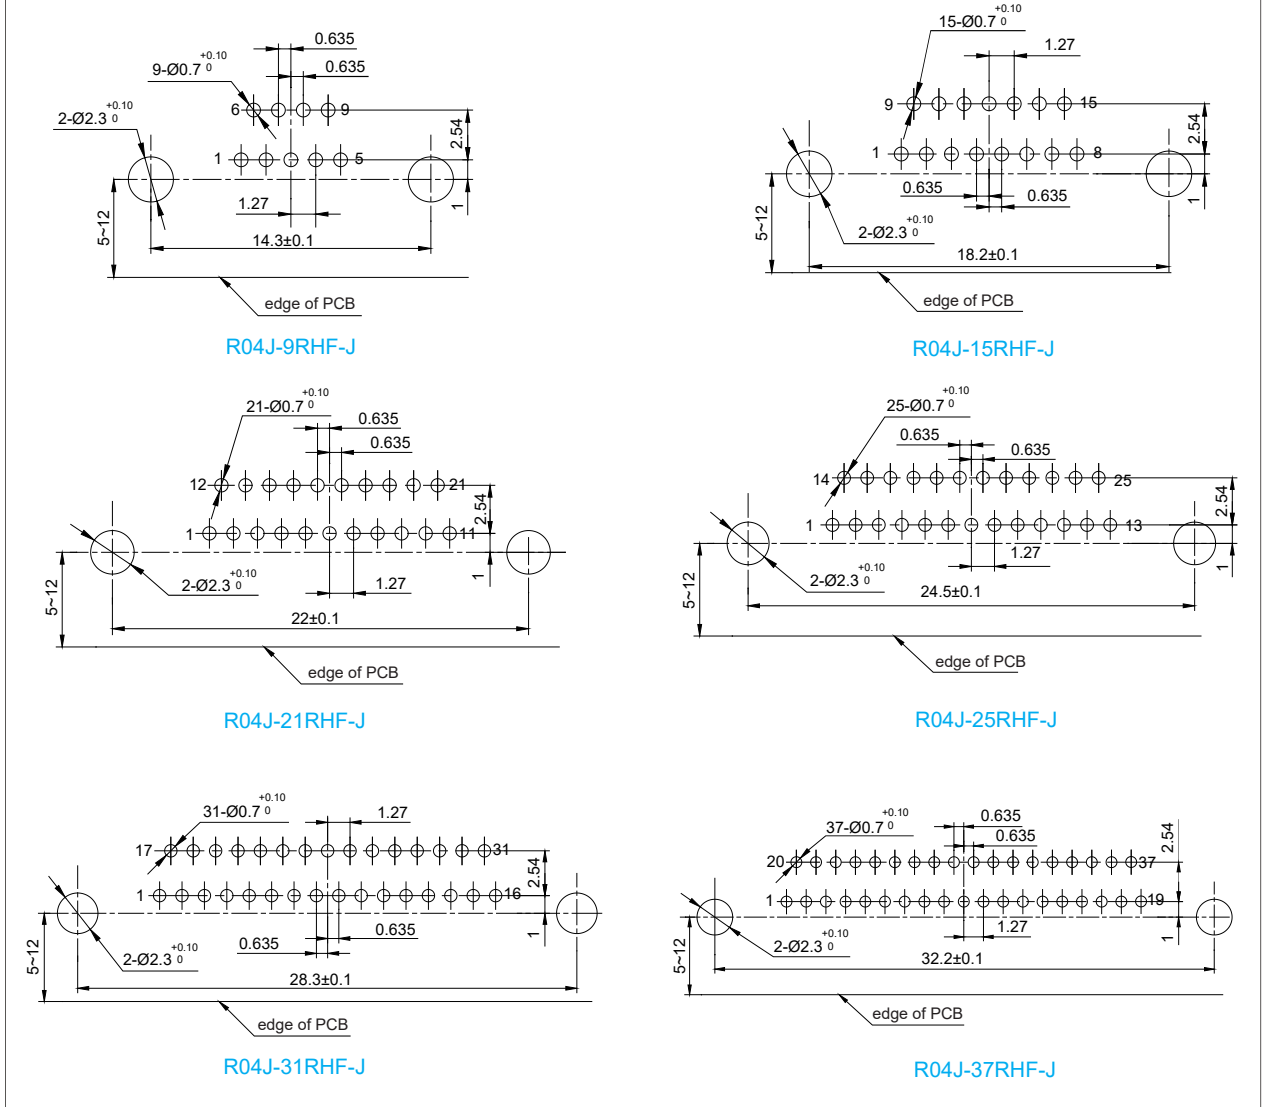 0.635
0.635
9-Ø0.7 +0.10 0
2-Ø2.3 +0.10 0
6 9
1 5
2.54
1
1.27
5~12
14.3±0.1
edge of PCB
R04J-9RHF-J
15-Ø0.7 +0.10 0
1.27
9 15
1 8
2.54
1
0.635
0.635
5~12
2-Ø2.3 +0.10 0
18.2±0.1
edge of PCB
R04J-15RHF-J
21-Ø0.7 +0.10 0
0.635
0.635
12 21
1 11
2.54
1
2-Ø2.3 +0.10 0
1.27
5~12
22±0.1
edge of PCB
R04J-21RHF-J
25-Ø0.7 +0.10 0
0.635
0.635
14 25
1 13
2.54
1
1.27
2-Ø2.3 +0.10 0
5~12
24.5±0.1
edge of PCB
R04J-25RHF-J
31-Ø0.7 +0.10 0
1.27
17 31
1 16
2.54
1
0.635
0.635
2-Ø2.3 +0.10 0
5~12
28.3±0.1
edge of PCB
R04J-31RHF-J
0.635
37-Ø0.7 +0.10 0
0.635
20 37
1 19
2.54
1
1.27
2-Ø2.3 +0.10 0
5~12
32.2±0.1
edge of PCB
R04J-37RHF-J